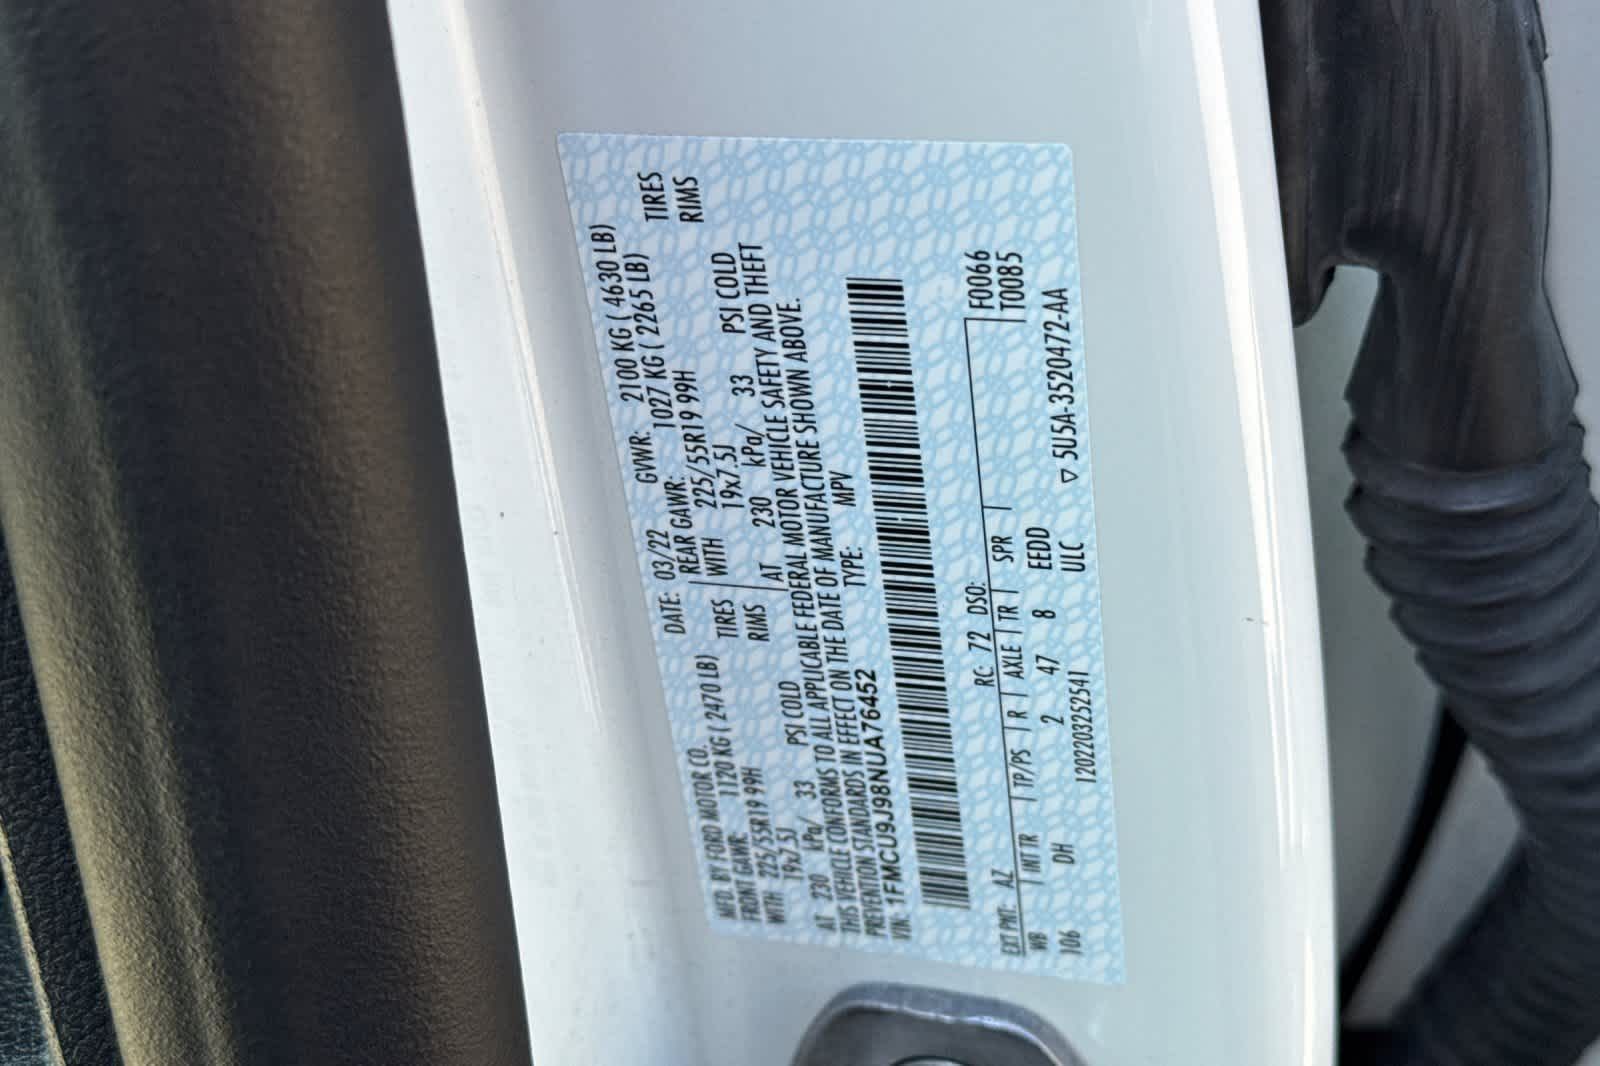 MFD. BY FORD MOTOR CO.
DATE: 03/22 GVWR: 2100 KG ( 4630 LB)
FRONT GAWR: 1120 KG ( 2470 LB) REAR GAWR: 1027 KG ( 2265 LB)
WITH 225/55R19 99H TIRES WITH 225/55R19 99H TIRES
19x7.5J RIMS 19x7.5J RIMS
AT 230 kPa/ 33 PSI COLD AT 230 kPa/ 33 PSI COLD
THIS VEHICLE CONFORMS TO ALL APPLICABLE FEDERAL MOTOR VEHICLE SAFETY AND THEFT
PREVENTION STANDARDS IN EFFECT ON THE DATE OF MANUFACTURE SHOWN ABOVE.
VIN: 1FMCU9J98NUA76452 TYPE: MPV
EXT PNT: AZ RC: 72 DSO: F0066
WB INT TR TP/PS R AXLE TR SPR T0085
106 DH 2 47 8 EEDD
120220325254​1 ULC ▽ 5U5A-3520472-AA